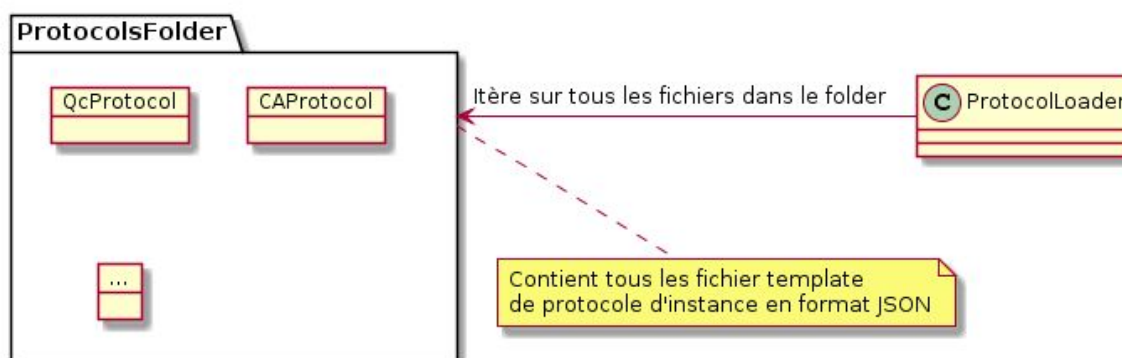 ProtocolsFolder
QcProtocol
CAProtocol
Itère sur tous les fichiers dans le folder
C ProtocolLoader
...
Contient tous les fichier template
de protocole d'instance en format JSON